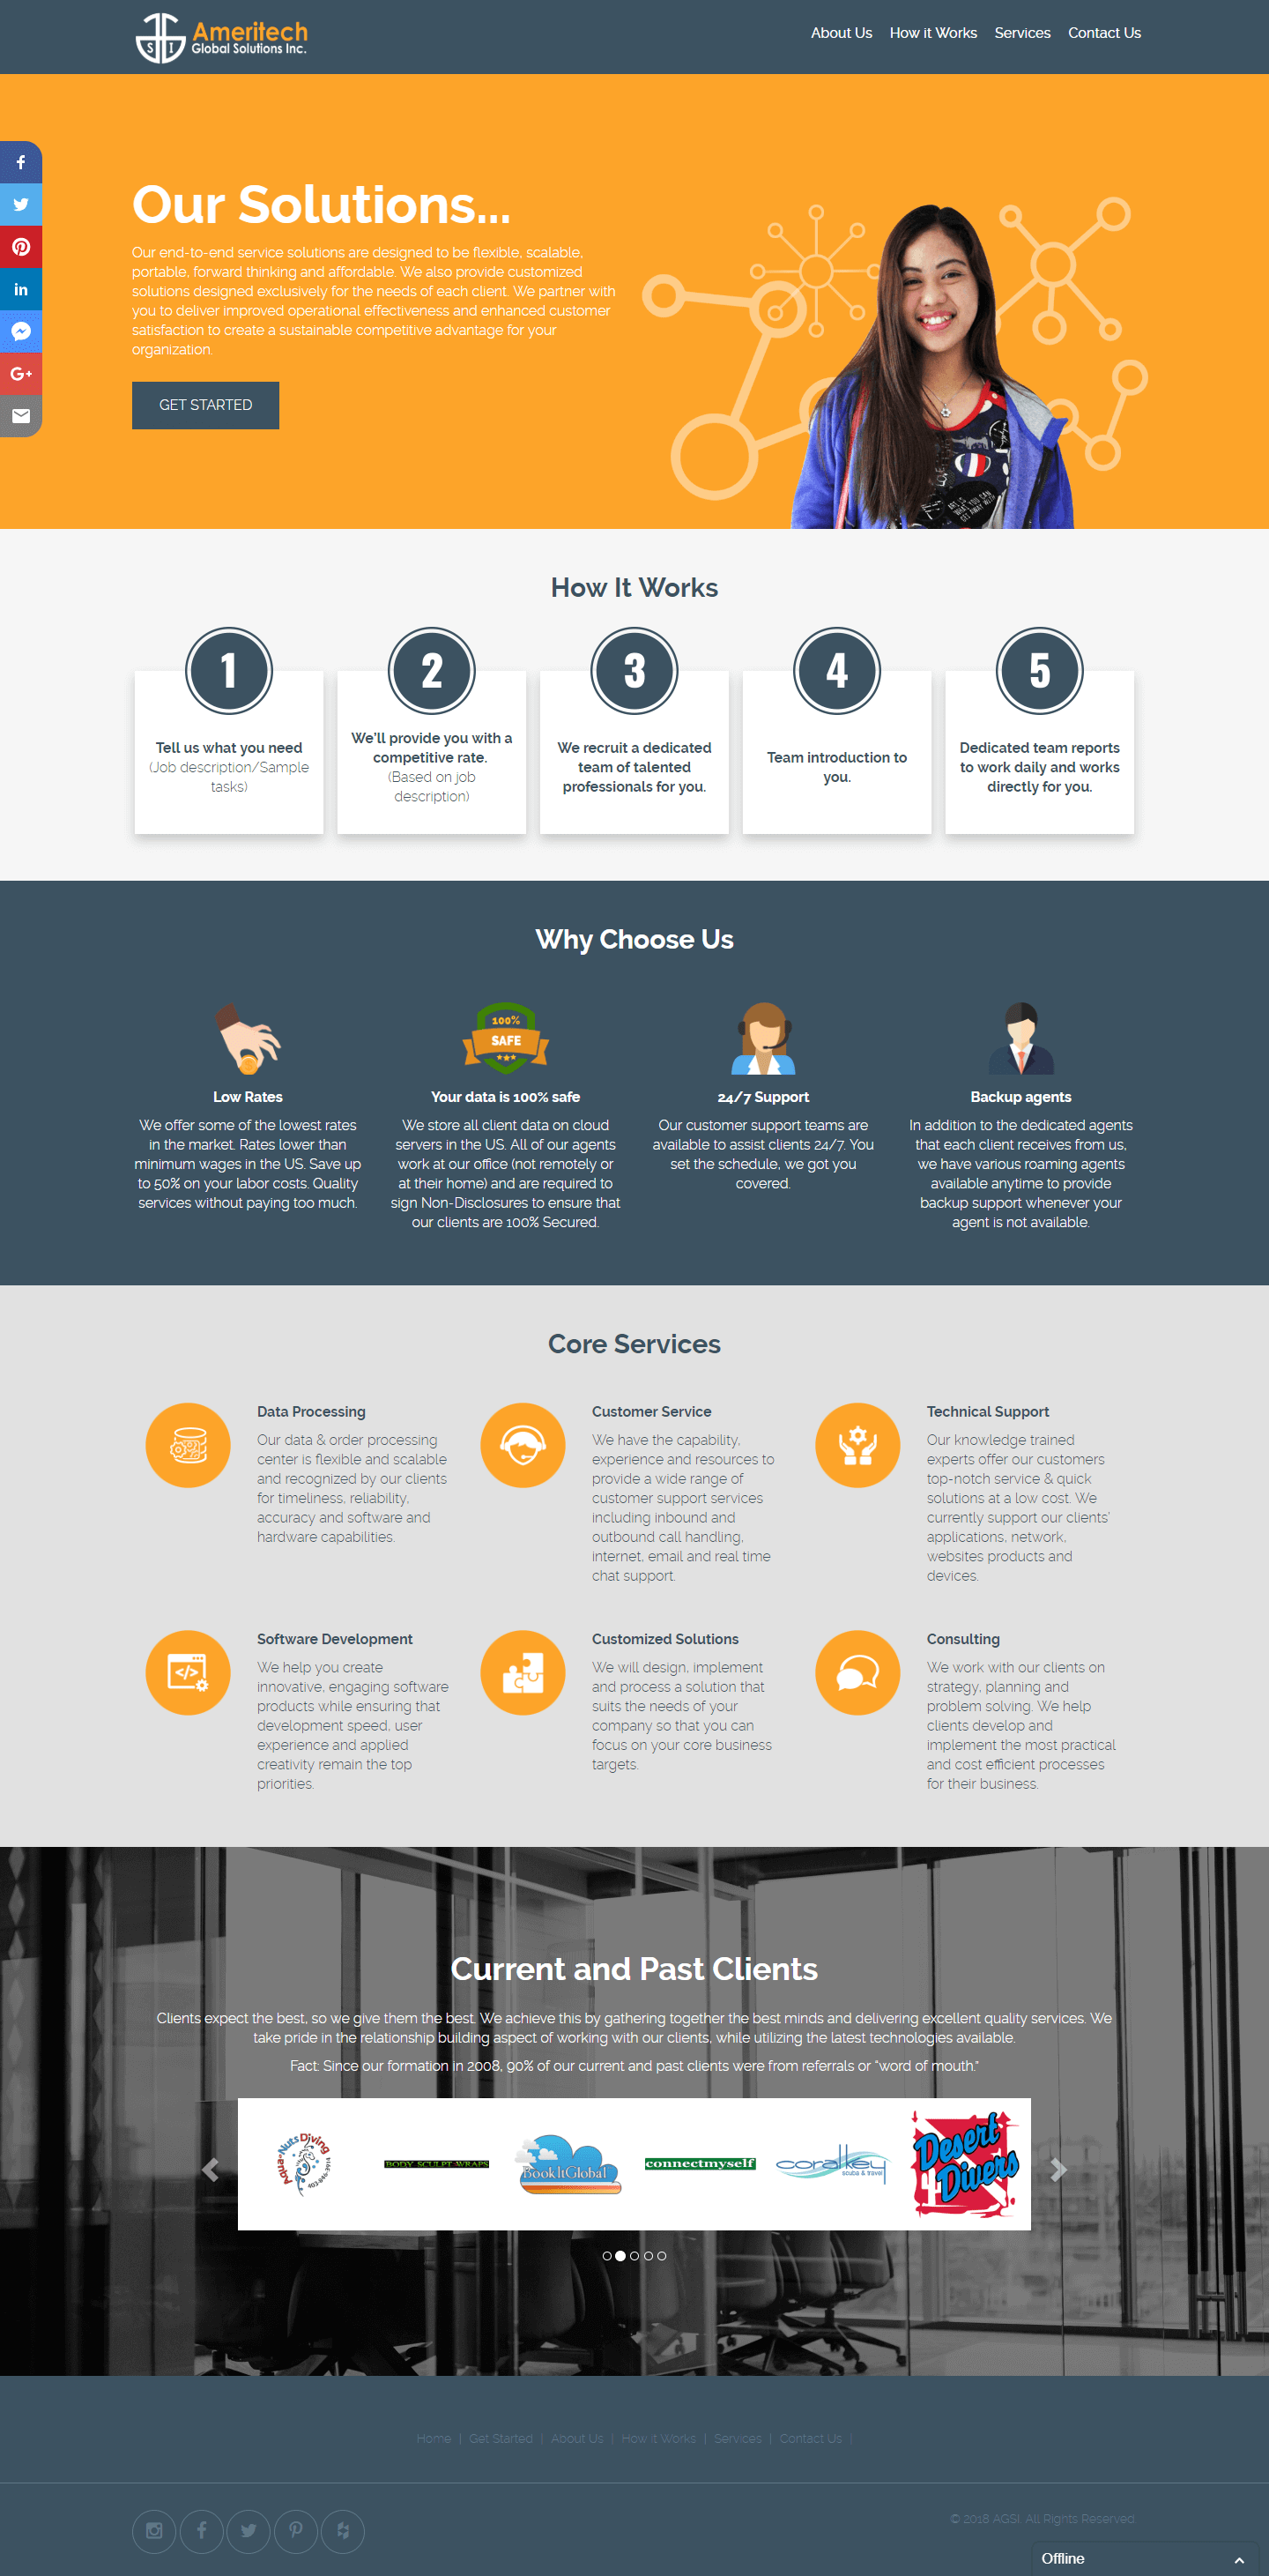 Ameritech
Global Solutions Inc.
S I
About Us How it Works Services Contact Us
Our Solutions...
Our end-to-end service solutions are designed to be flexible, scalable,
portable, forward thinking and affordable. We also provide customized
solutions designed exclusively for the needs of each client. We partner with
you to deliver improved operational effectiveness and enhanced customer
satisfaction to create a sustainable competitive advantage for your
organization.
GET STARTED
How It Works
1
Tell us what you need
(Job description/Sample
tasks)
2
We'll provide you with a
competitive rate.
(Based on job
description)
3
We recruit a dedicated
team of talented
professionals for you.
4
Team introduction to
you.
5
Dedicated team reports
to work daily and works
directly for you.
Why Choose Us
Low Rates
We offer some of the lowest rates
in the market. Rates lower than
minimum wages in the US. Save up
to 50% on your labor costs. Quality
services without paying too much.
100%
SAFE
Your data is 100% safe
We store all client data on cloud
servers in the US. All of our agents
work at our office (not remotely or
at their home) and are required to
sign Non-Disclosures to ensure that
our clients are 100% Secured.
24/7 Support
Our customer support teams are
available to assist clients 24/7. You
set the schedule, we got you
covered.
Backup agents
In addition to the dedicated agents
that each client receives from us,
we have various roaming agents
available anytime to provide
backup support whenever your
agent is not available.
Core Services
Data Processing
Our data & order processing
center is flexible and scalable
and recognized by our clients
for timeliness, reliability,
accuracy and software and
hardware capabilities.
Customer Service
We have the capability,
experience and resources to
provide a wide range of
customer support services
including inbound and
outbound call handling,
internet, email and real time
chat support.
Technical Support
Our knowledge trained
experts offer our customers
top-notch service & quick
solutions at a low cost. We
currently support our clients'
applications, network,
websites products and
devices.
Software Development
We help you create
innovative, engaging software
products while ensuring that
development speed, user
experience and applied
creativity remain the top
priorities.
Customized Solutions
We will design, implement
and process a solution that
suits the needs of your
company so that you can
focus on your core business
targets.
Consulting
We work with our clients on
strategy, planning and
problem solving. We help
clients develop and
implement the most practical
and cost efficient processes
for their business.
Current and Past Clients
Clients expect the best, so we give them the best. We achieve this by gathering together the best minds and delivering excellent quality services. We
take pride in the relationship building aspect of working with our clients, while utilizing the latest technologies available.
Fact: Since our formation in 2008, 90% of our current and past clients were from referrals or "word of mouth."
Aqua-Nuts Diving
403-846-3914
BODY SCULPT WRAPS
BookItGlobal
connectmyself
coral key
scuba & travel
Desert
Divers
Home | Get Started | About Us | How it Works | Services | Contact Us |
© 2018 AGSI. All Rights Reserved
Offline